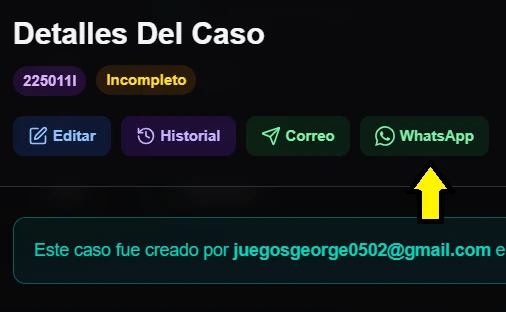 Detalles Del Caso
225011I
Incompleto
Editar Historial Correo WhatsApp
Este caso fue creado por juegosgeorge0502@gmail.com e